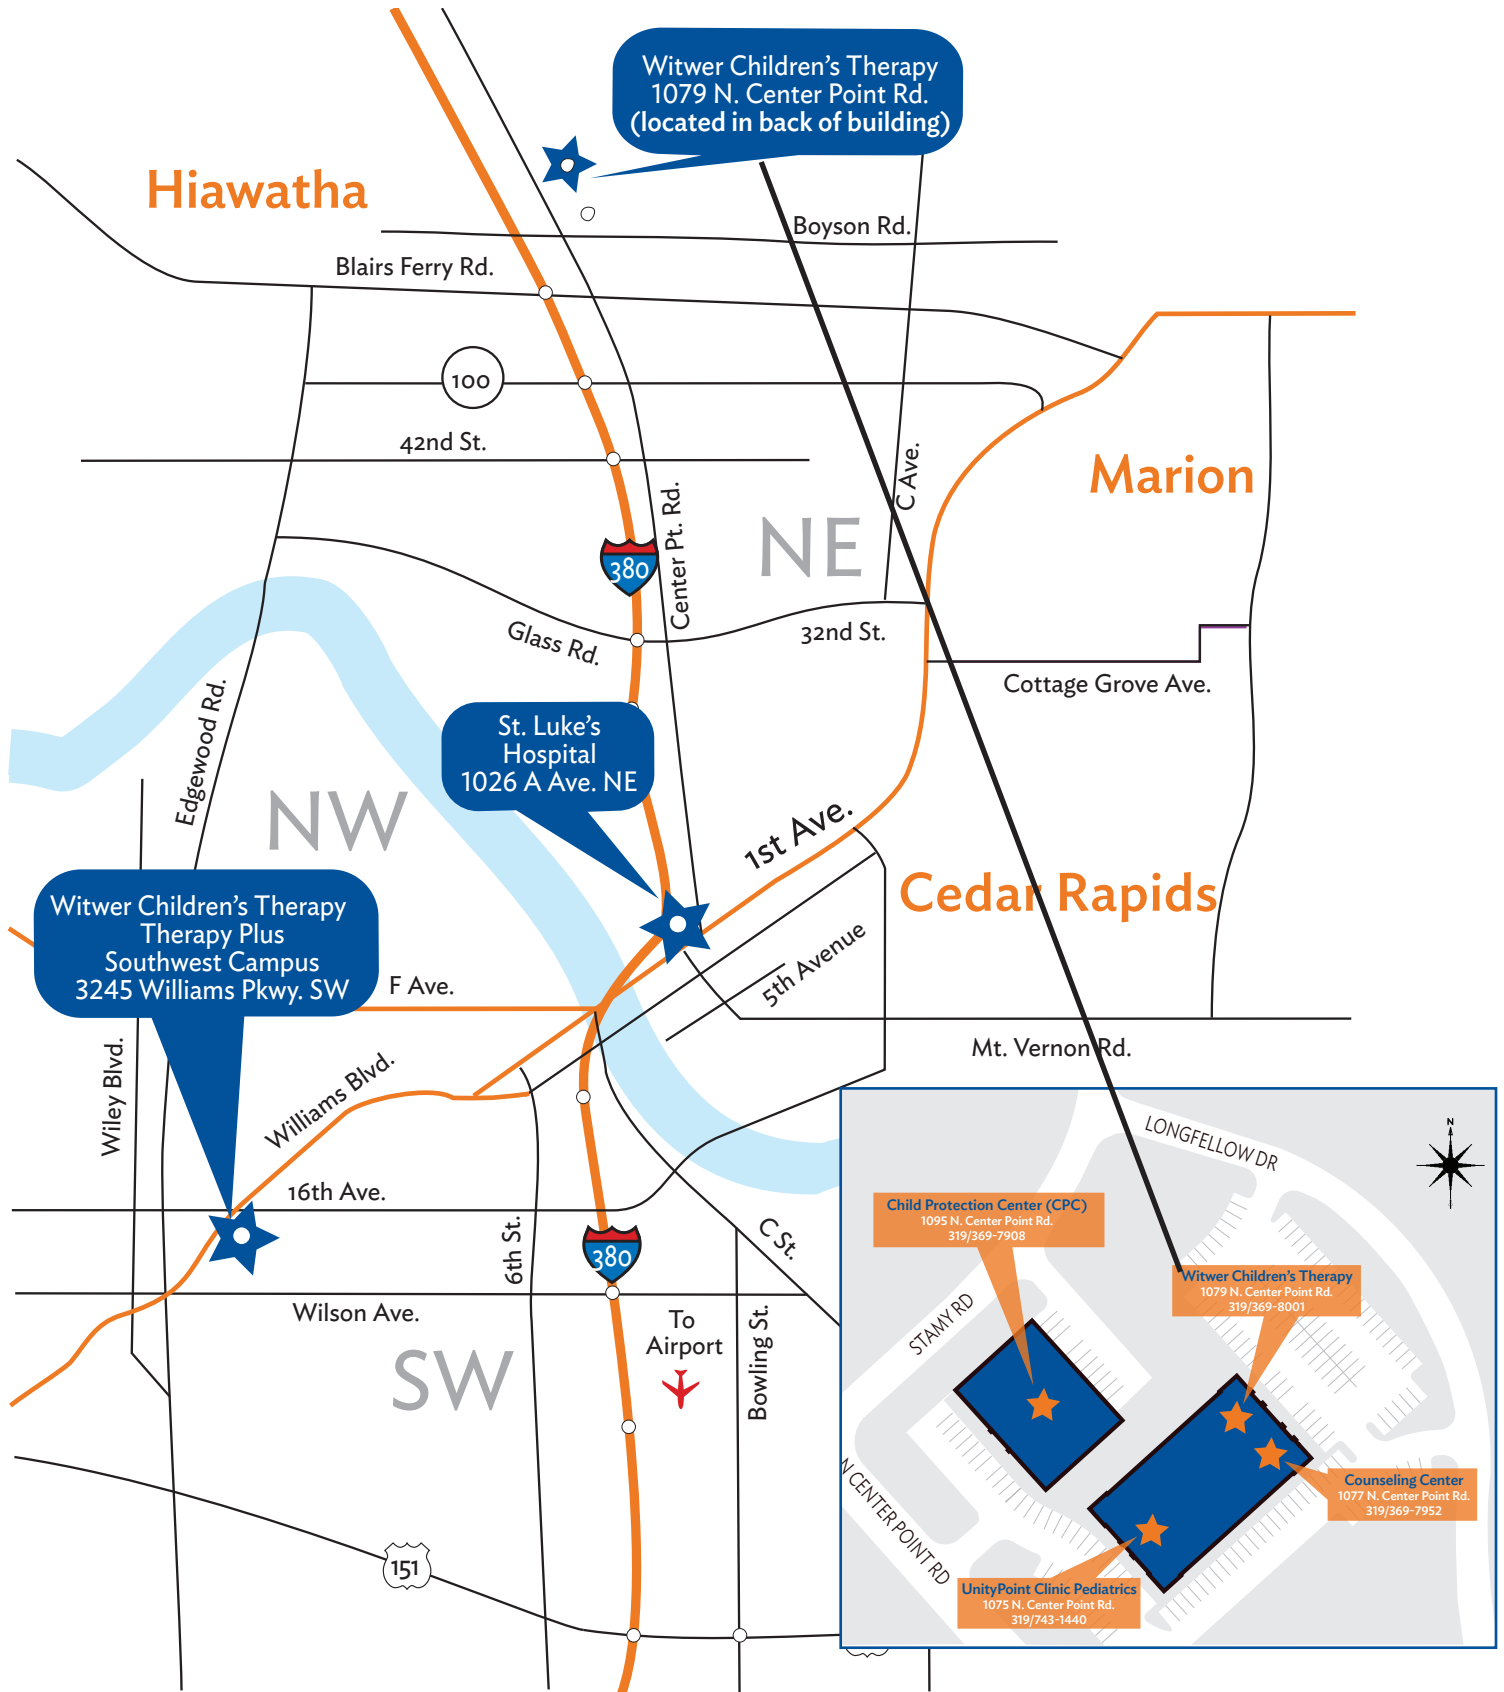 Witwer Children's Therapy
1079 N. Center Point Rd.
(located in back of building)
Hiawatha
Boyson Rd.
Blairs Ferry Rd.
100
42nd St.
C Ave.
Marion
Center Pt. Rd.
NE
380
Glass Rd.
32nd St.
Cottage Grove Ave.
Edgewood Rd.
St. Luke's
Hospital
1026 A Ave. NE
NW
1st Ave.
Cedar Rapids
Witwer Children's Therapy
Therapy Plus
Southwest Campus
3245 Williams Pkwy. SW
F Ave.
5th Avenue
Mt. Vernon Rd.
Wiley Blvd.
Williams Blvd.
16th Ave.
6th St.
380
C St.
Wilson Ave.
To
Airport
Bowling St.
SW
151
LONGFELLOW DR
N
Child Protection Center (CPC)
1095 N. Center Point Rd.
319/369-7908
Witwer Children's Therapy
1079 N. Center Point Rd.
319/369-8001
STAMY RD
Counseling Center
1077 N. Center Point Rd.
319/369-7952
N CENTER POINT RD
UnityPoint Clinic Pediatrics
1075 N. Center Point Rd.
319/743-1440